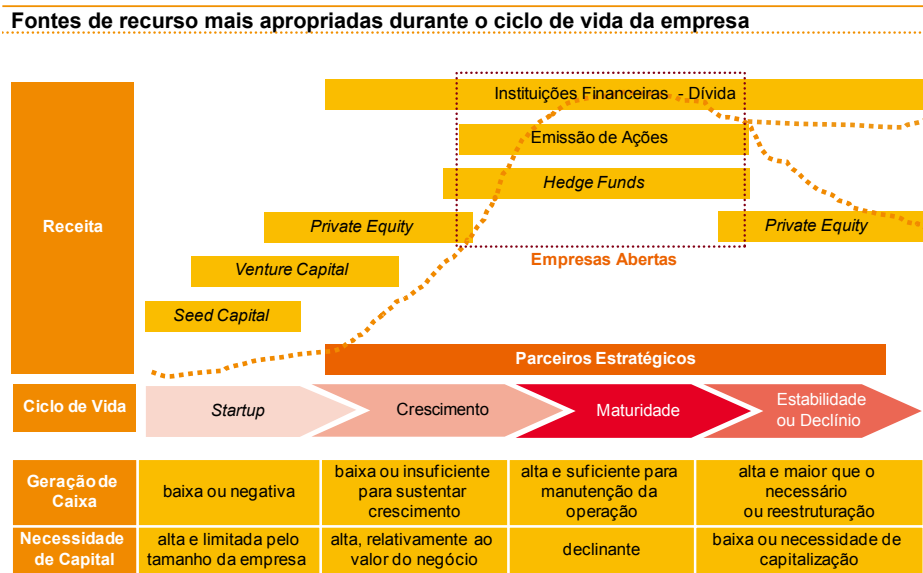 Fontes de recurso mais apropriadas durante o ciclo de vida da empresa
Instituições Financeiras - Dívida
Emissão de Ações
Hedge Funds
Receita
Private Equity
Private Equity
Empresas Abertas
Venture Capital
Seed Capital
Parceiros Estratégicos
Ciclo de Vida
Startup
Crescimento
Maturidade
Estabilidade
ou Declínio
Geração de
Caixa
baixa ou negativa
baixa ou insuficiente
para sustentar
crescimento
alta e suficiente para
manutenção da
operação
alta e maior que o
necessário
ou reestruturação
Necessidade
de Capital
alta e limitada pelo
tamanho da empresa
alta, relativamente ao
valor do negócio
declinante
baixa ou necessidade de
capitalização